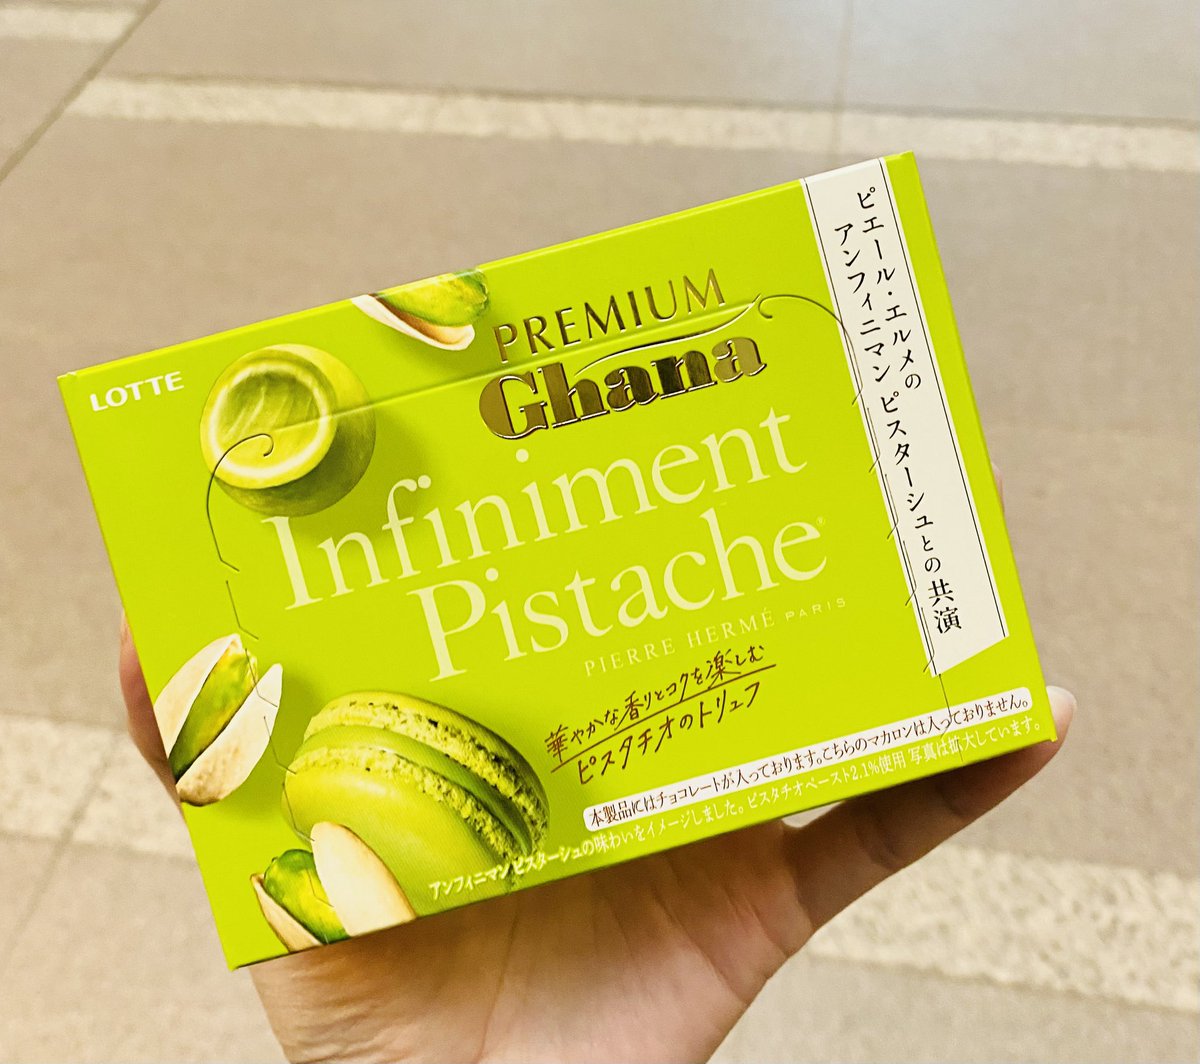 LOTTE
PREMIUM
Ghana
Infiniment
Pistache®
PIERRE HERMÉ PARIS
華やかな香りとコクを楽しむ
ピスタチオのトリュフ
ピエール・エルメの
アンフィニマン ピスターシュとの共演
本製品にはチョコレートが入っております。こちらのマカロンは入っておりません。
アンフィニマン ピスターシュの味わいをイメージしました。ピスタチオペースト2.1%使用 写真は拡大しています。